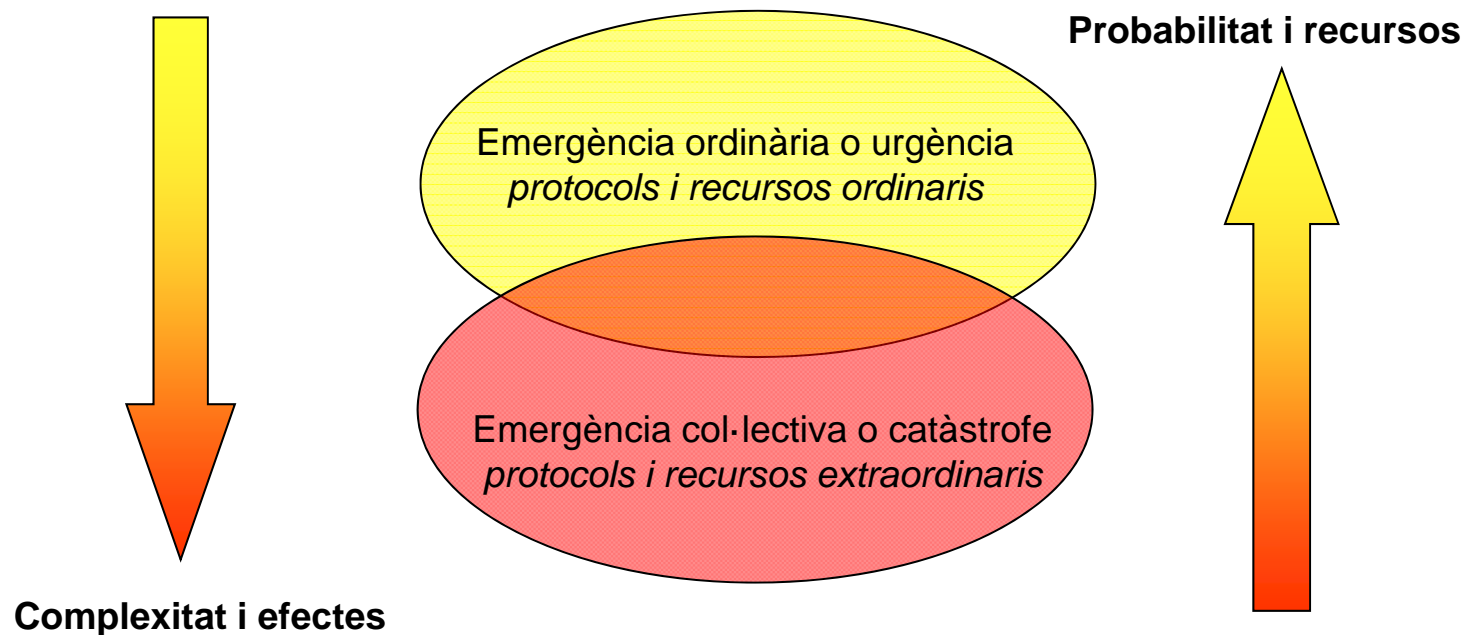 Probabilitat i recursos
Emergència ordinària o urgència
protocols i recursos ordinaris
Emergència col·lectiva o catàstrofe
protocols i recursos extraordinaris
Complexitat i efectes